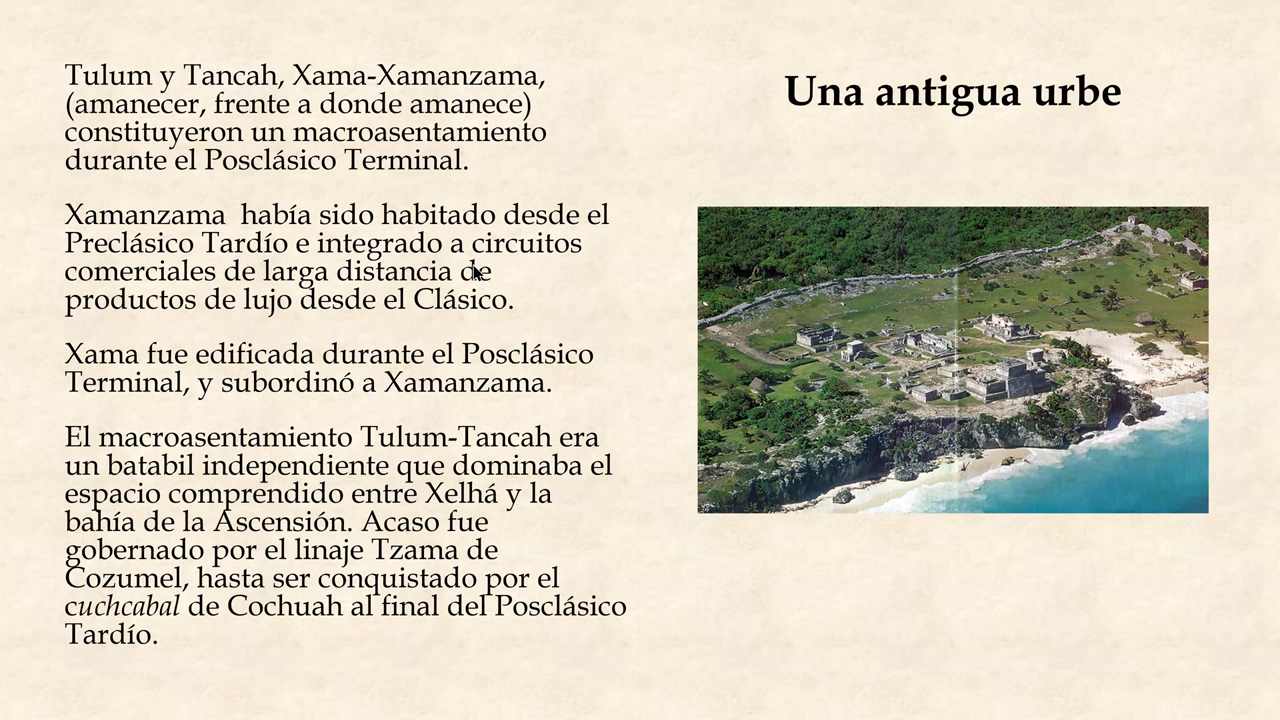 Una antigua urbe
Tulum y Tancah, Xama-Xamanzama,
(amanecer, frente a donde amanece)
constituyeron un macroasentamiento
durante el Posclásico Terminal.
Xamanzama había sido habitado desde el
Preclásico Tardío e integrado a circuitos
comerciales de larga distancia de
productos de lujo desde el Clásico.
Xama fue edificada durante el Posclásico
Terminal, y subordinó a Xamanzama.
El macroasentamiento Tulum-Tancah era
un batabil independiente que dominaba el
espacio comprendido entre Xelhá y la
bahía de la Ascensión. Acaso fue
gobernado por el linaje Tzama de
Cozumel, hasta ser conquistado por el
cuchcabal de Cochuah al final del Posclásico
Tardío.